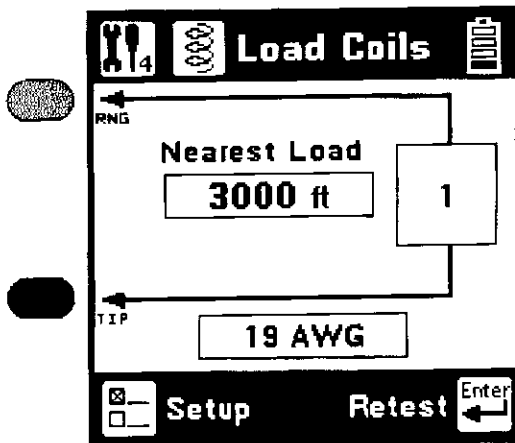 4 Load Coils
RNG
Nearest Load
3000 ft
1
TIP
19 AWG
Setup Retest Enter